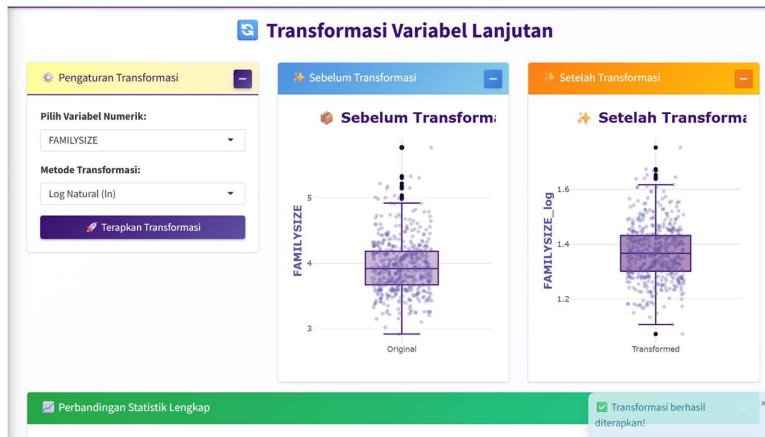 Transformasi Variabel Lanjutan
Pengaturan Transformasi
Pilih Variabel Numerik:
FAMILYSIZE
Metode Transformasi:
Log Natural (ln)
Terapkan Transformasi
Sebelum Transformasi
Sebelum Transform
FAMILYSIZE
5
4
3
Original
Setelah Transformasi
Setelah Transforma
FAMILYSIZE_log
1.6
1.4
1.2
Transformed
Perbandingan Statistik Lengkap
Transformasi berhasil
diterapkan!